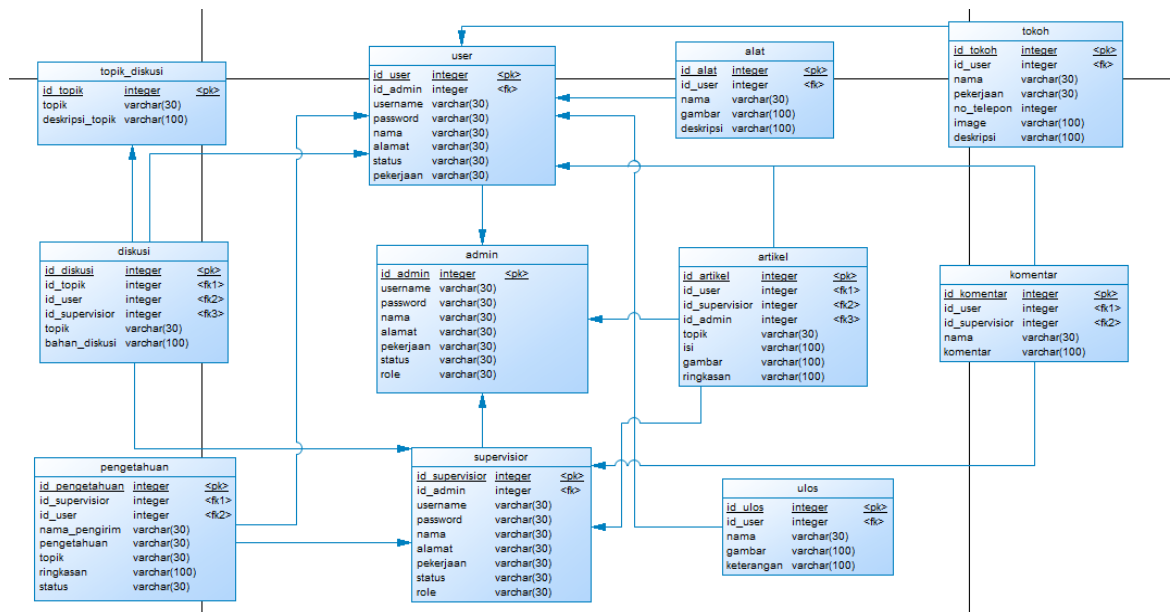 topik_diskusi
id_topik integer <pk>
topik varchar(30)
deskripsi_topik varchar(100)
user
id_user integer <pk>
id_admin integer <fk>
username varchar(30)
password varchar(30)
nama varchar(30)
alamat varchar(30)
status varchar(30)
pekerjaan varchar(30)
alat
id_alat integer <pk>
id_user integer <fk>
nama varchar(30)
gambar varchar(100)
deskripsi varchar(100)
tokoh
id_tokoh integer <pk>
id_user integer <fk>
nama varchar(30)
pekerjaan varchar(30)
no_telepon integer
image varchar(100)
deskripsi varchar(100)
diskusi
id_diskusi integer <pk>
id_topik integer <fk1>
id_user integer <fk2>
id_supervisior integer <fk3>
topik varchar(30)
bahan_diskusi varchar(100)
admin
id_admin integer <pk>
username varchar(30)
password varchar(30)
nama varchar(30)
alamat varchar(30)
pekerjaan varchar(30)
status varchar(30)
role varchar(30)
artikel
id_artikel integer <pk>
id_user integer <fk1>
id_supervisior integer <fk2>
id_admin integer <fk3>
topik varchar(30)
isi varchar(100)
gambar varchar(100)
ringkasan varchar(100)
komentar
id_komentar integer <pk>
id_user integer <fk1>
id_supervisior integer <fk2>
nama varchar(30)
komentar varchar(100)
pengetahuan
id_pengetahuan integer <pk>
id_supervisior integer <fk1>
id_user integer <fk2>
nama_pengirim varchar(30)
pengetahuan varchar(30)
topik varchar(30)
ringkasan varchar(100)
status varchar(30)
supervisior
id_supervisior integer <pk>
id_admin integer <fk>
username varchar(30)
password varchar(30)
nama varchar(30)
alamat varchar(30)
pekerjaan varchar(30)
status varchar(30)
role varchar(30)
ulos
id_ulos integer <pk>
id_user integer <fk>
nama varchar(30)
gambar varchar(100)
keterangan varchar(100)